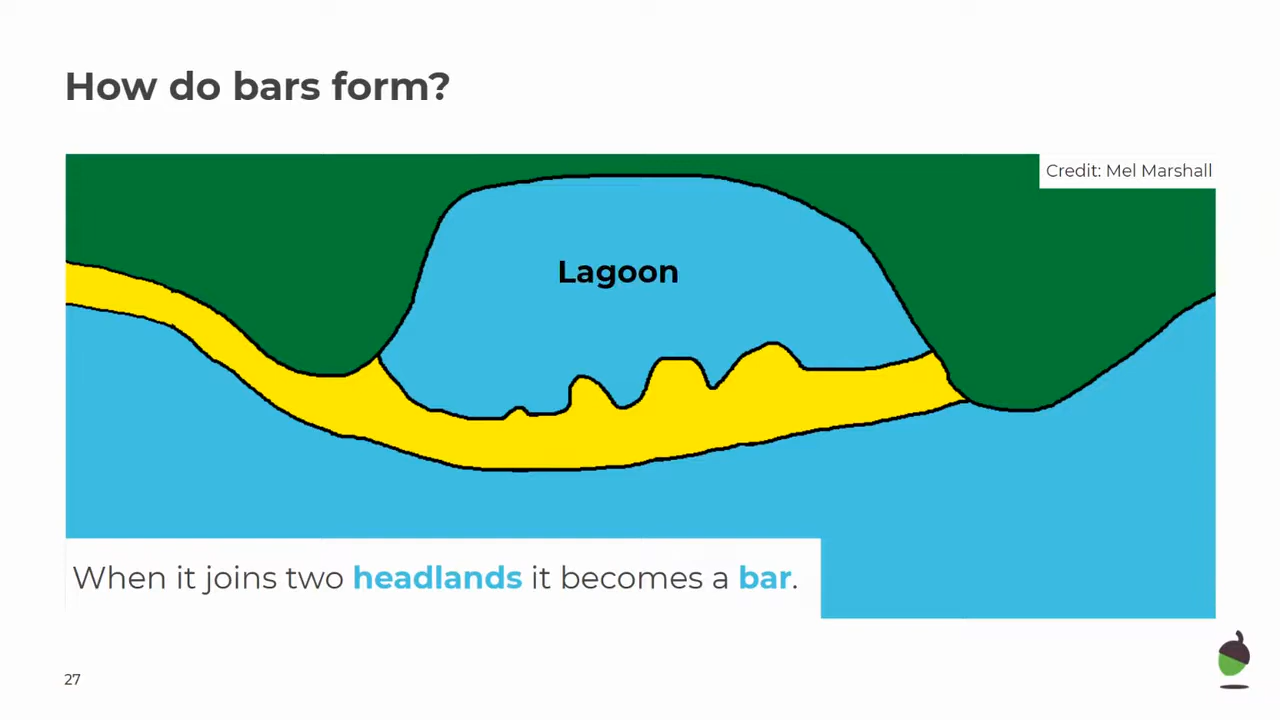 How do bars form?
Credit: Mel Marshall
Lagoon
When it joins two headlands it becomes a bar.
27